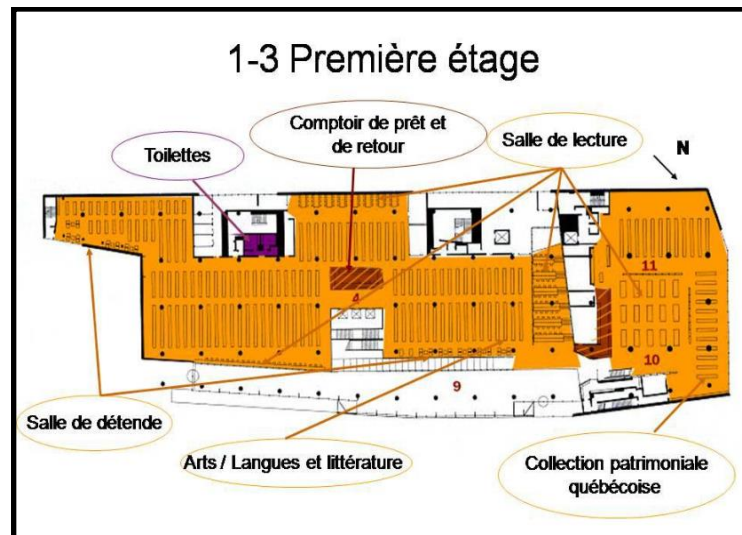 1-3 Première étage
Comptoir de prêt et
de retour
Salle de lecture
Toilettes
N
11
4
10
9
Salle de détende
Arts / Langues et littérature
Collection patrimoniale
québécoise